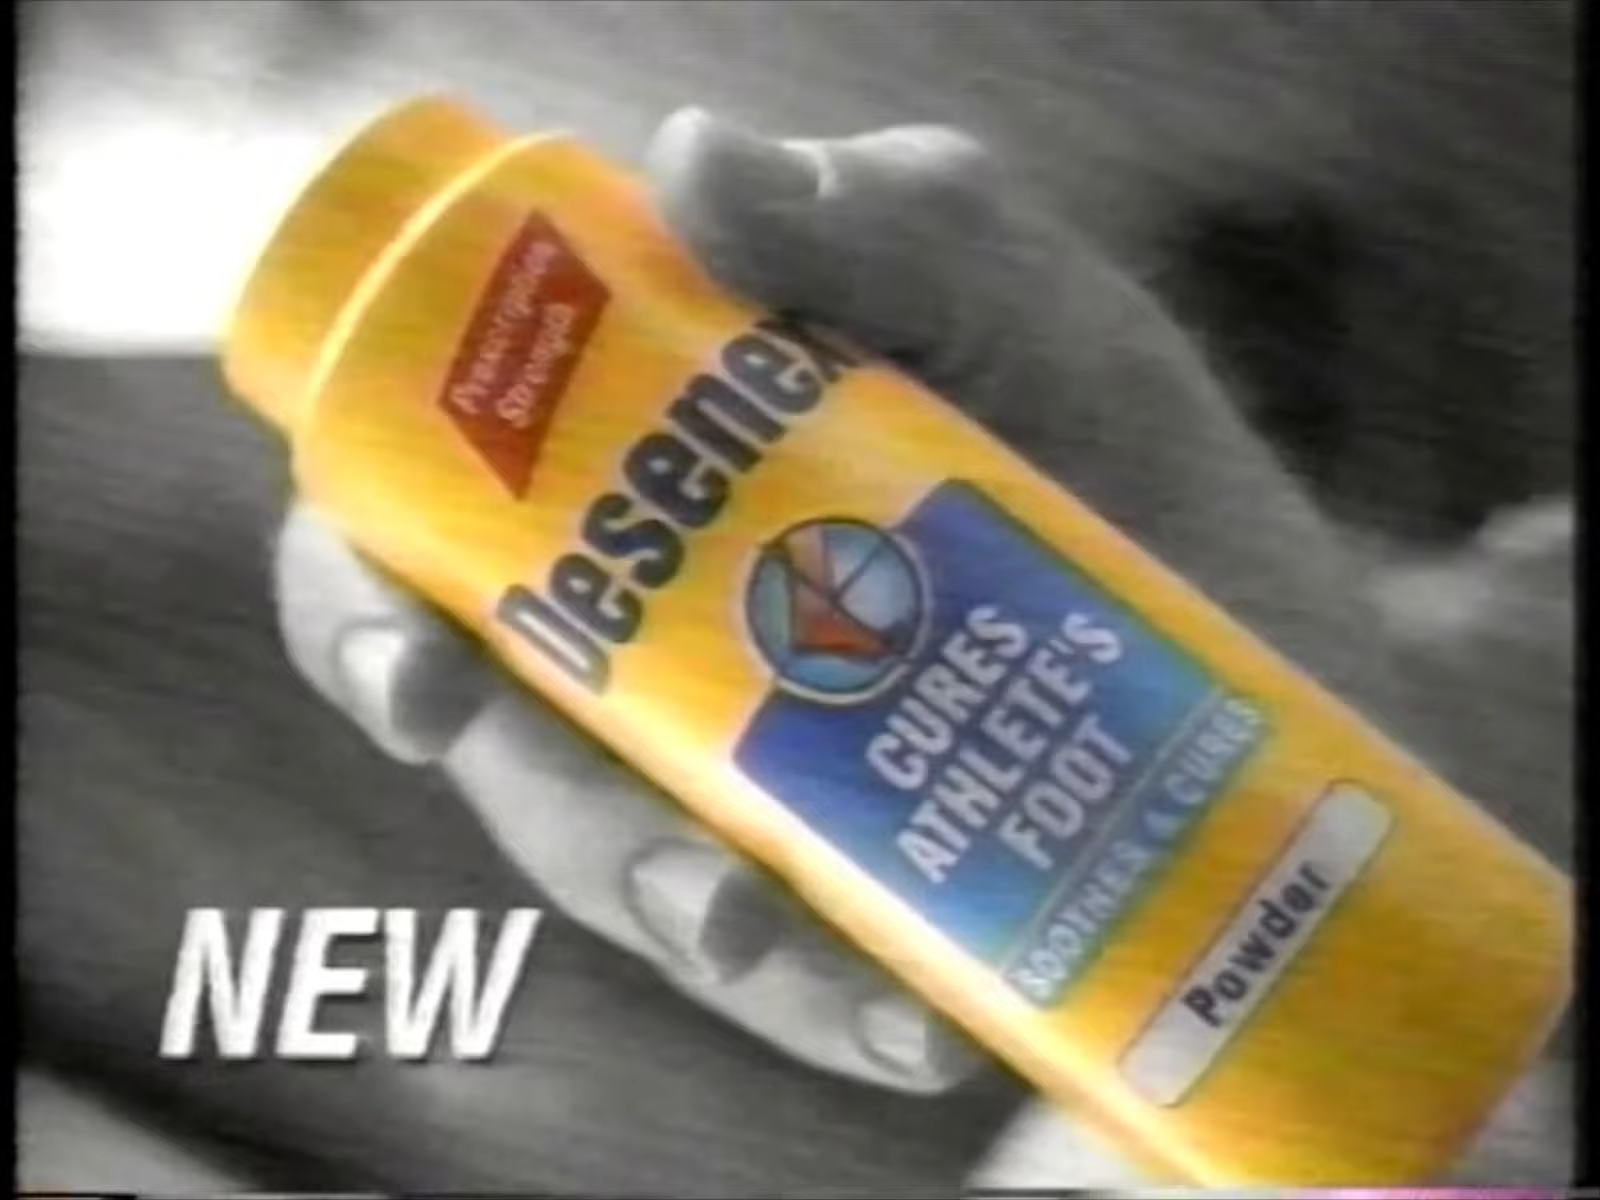 Prescription
Strength
Desenex
CURES
ATHLETE'S
FOOT
SOOTHES & CURES
Powder
NEW